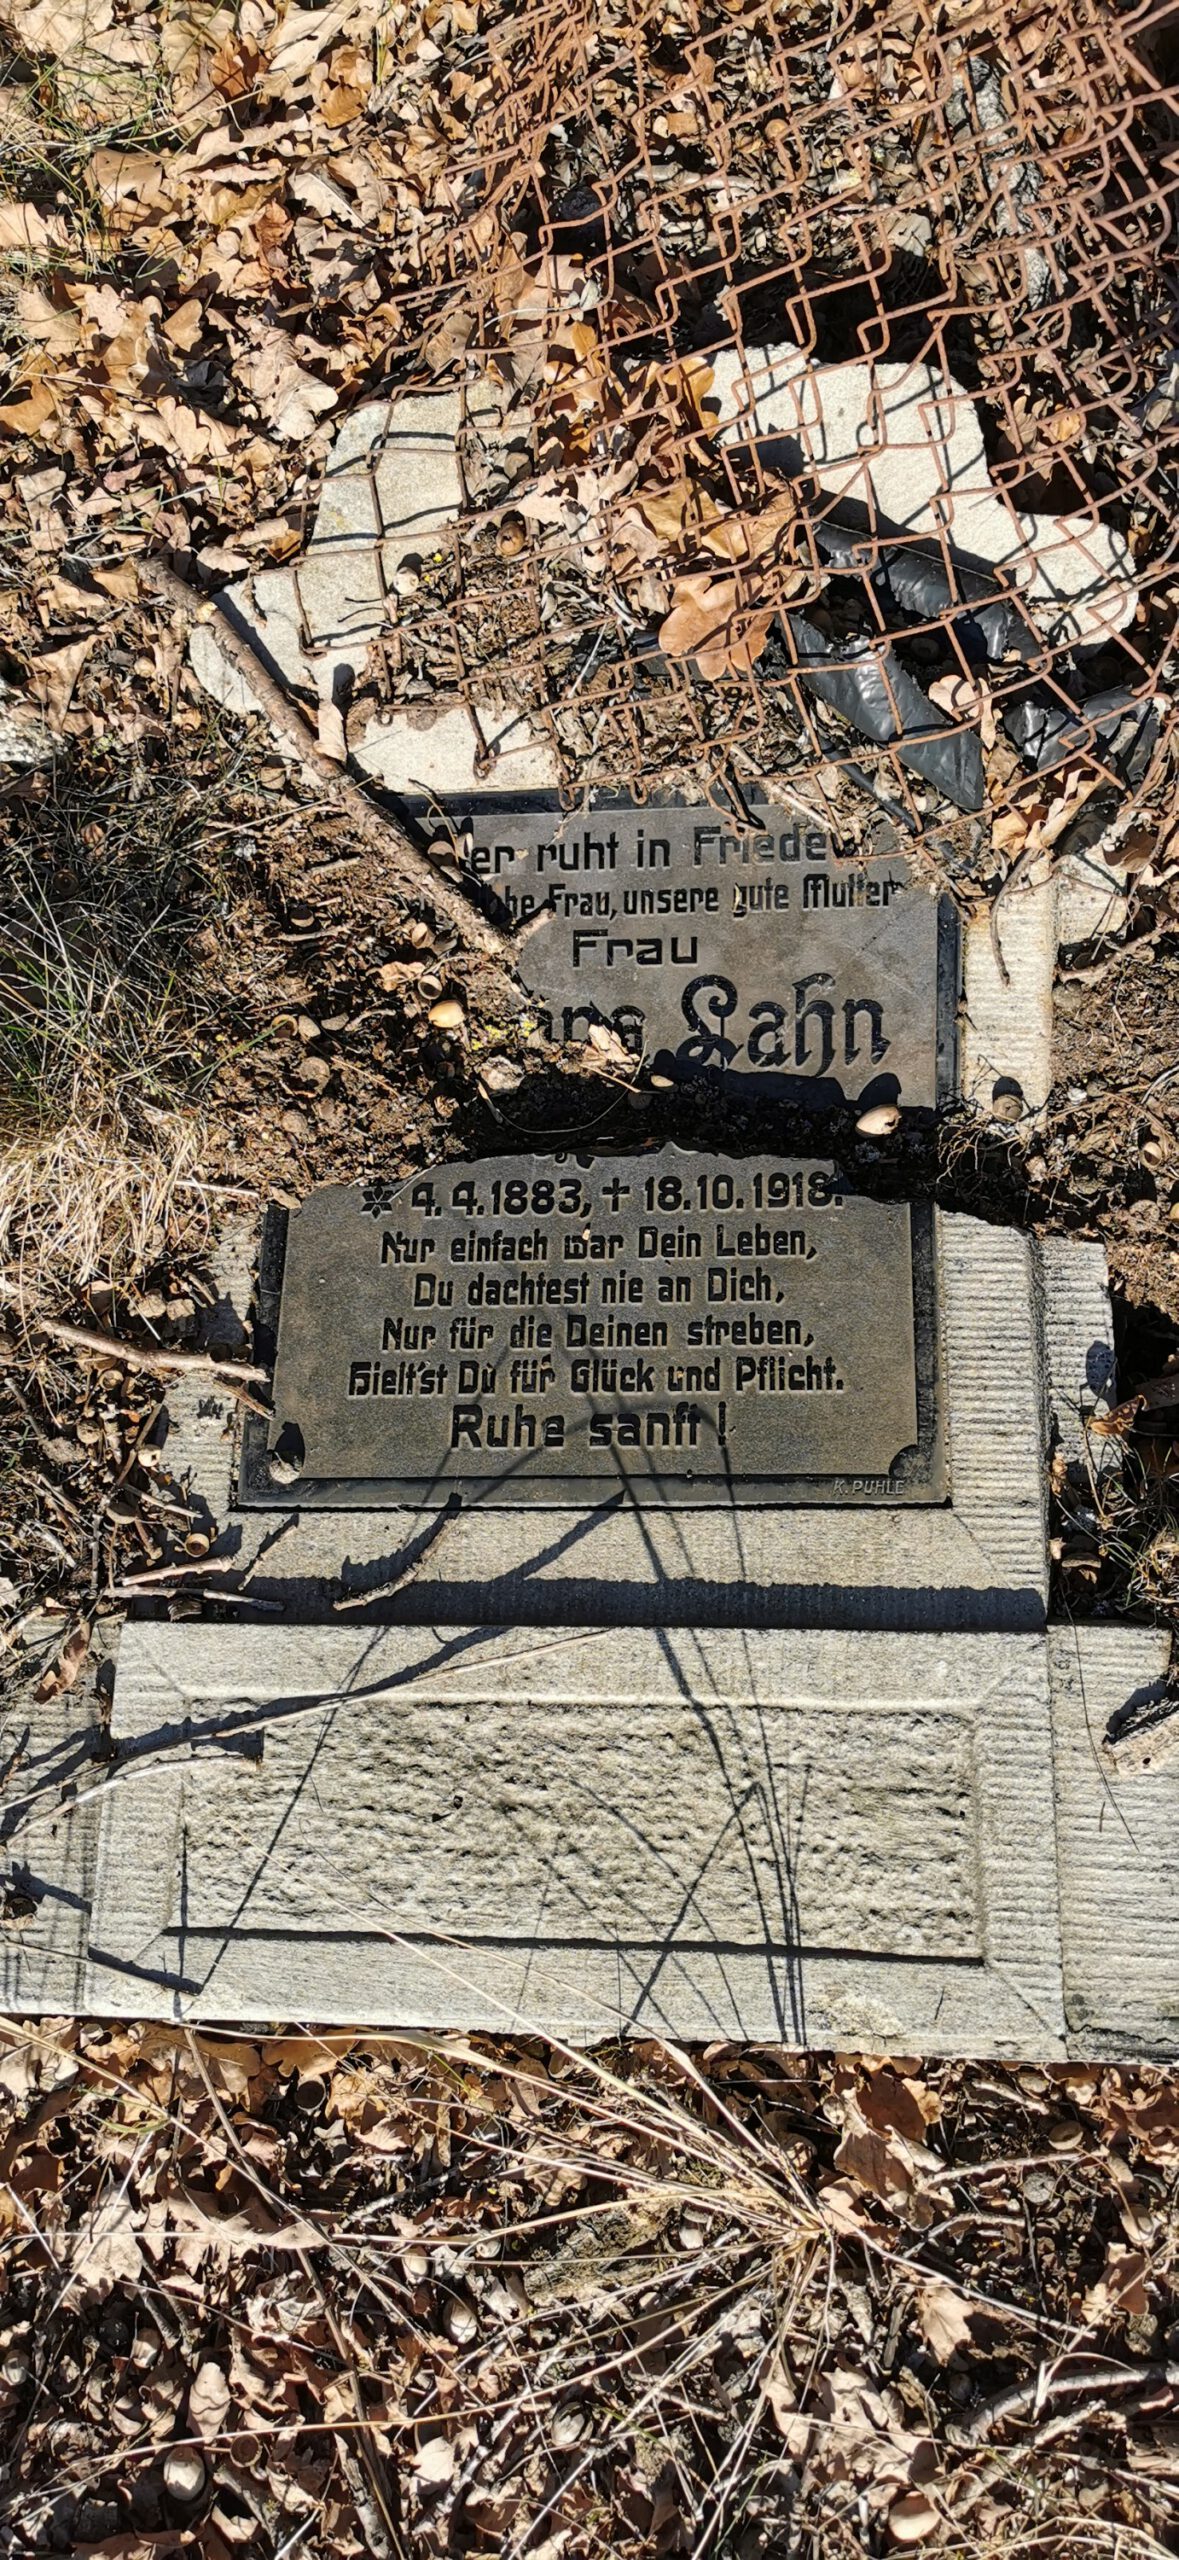 er ruht in Friede
Frau, unsere gute Mutter
Frau
Lahn
* 4. 4. 1883, + 18. 10. 1918.
Nur einfach war Dein Leben,
Du dachtest nie an Dich,
Nur für die Deinen streben,
Hielt'st Du für Glück und Pflicht.
Ruhe sanft!
K. PUHLE